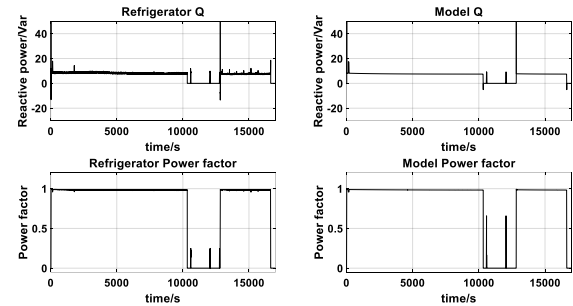 Refrigerator Q
Reactive power/Var
40
20
0
-20
0
5000
10000
15000
time/s
Model Q
Reactive power/Var
40
20
0
-20
0
5000
10000
15000
time/s
Refrigerator Power factor
Power factor
1
0.5
0
0
5000
10000
15000
time/s
Model Power factor
Power factor
1
0.5
0
0
5000
10000
15000
time/s